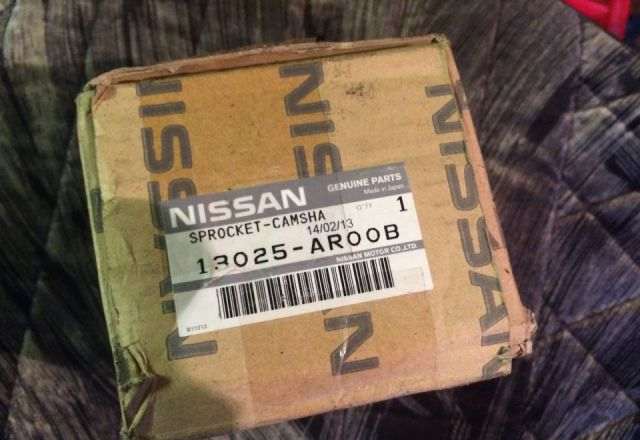 NISSAN
NISSAN
NISSAN
NISSAN GENUINE PARTS
Made in Japan
SPROCKET-CAMSHA
14/02/13
Q'TY 1
13025-AR00B
NISSAN MOTOR CO.,LTD.